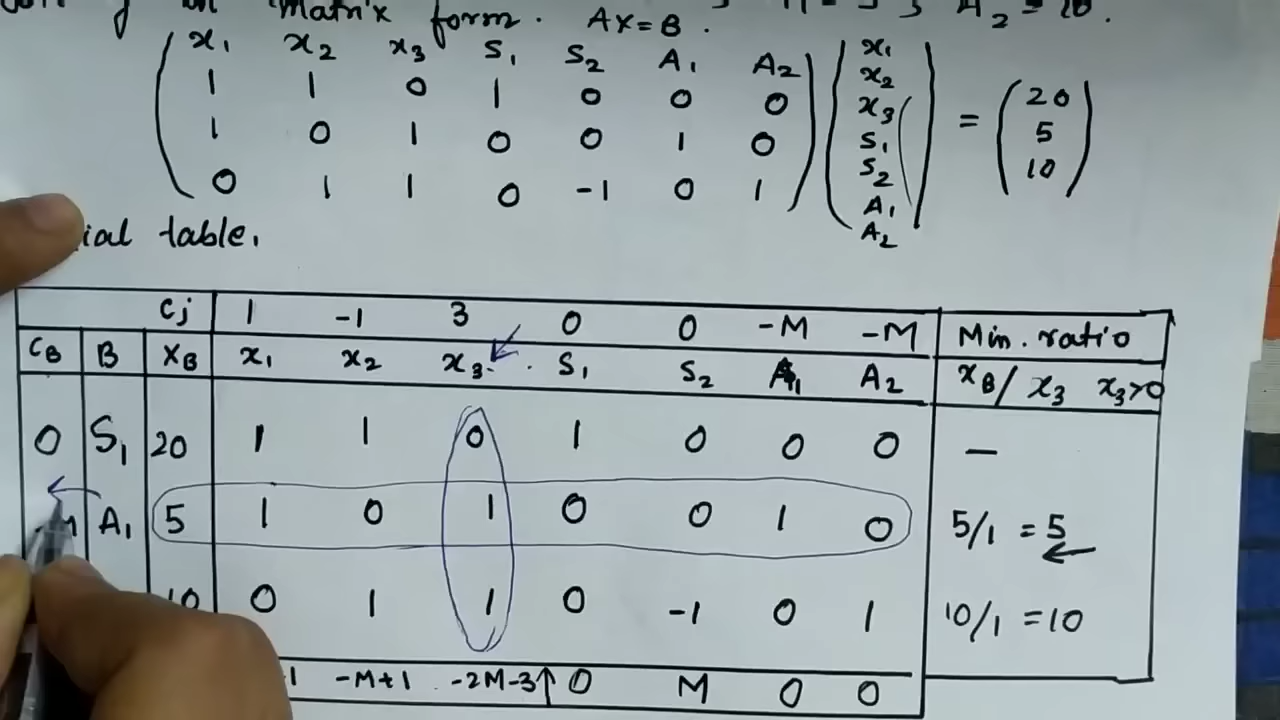 in Matrix form. AX=B.
x₁ x₂ x₃ S₁ S₂ A₁ A₂
1 1 0 1 0 0 0
1 0 1 0 0 1 0
0 1 1 0 -1 0 1
x₁
x₂
x₃
S₁
S₂
A₁
A₂
=
20
5
10
ial table.
Cj 1 -1 3 0 0 -M -M Min. ratio
CB B XB x₁ x₂ x₃ S₁ S₂ A₁ A₂ XB/ x₃ x₃>0
0 S₁ 20 1 1 0 1 0 0 0 —
A₁ 5 1 0 1 0 0 1 0 5/1 = 5
10 0 1 1 0 -1 0 1 10/1 = 10
-M+1 -2M-3↑ 0 M 0 0